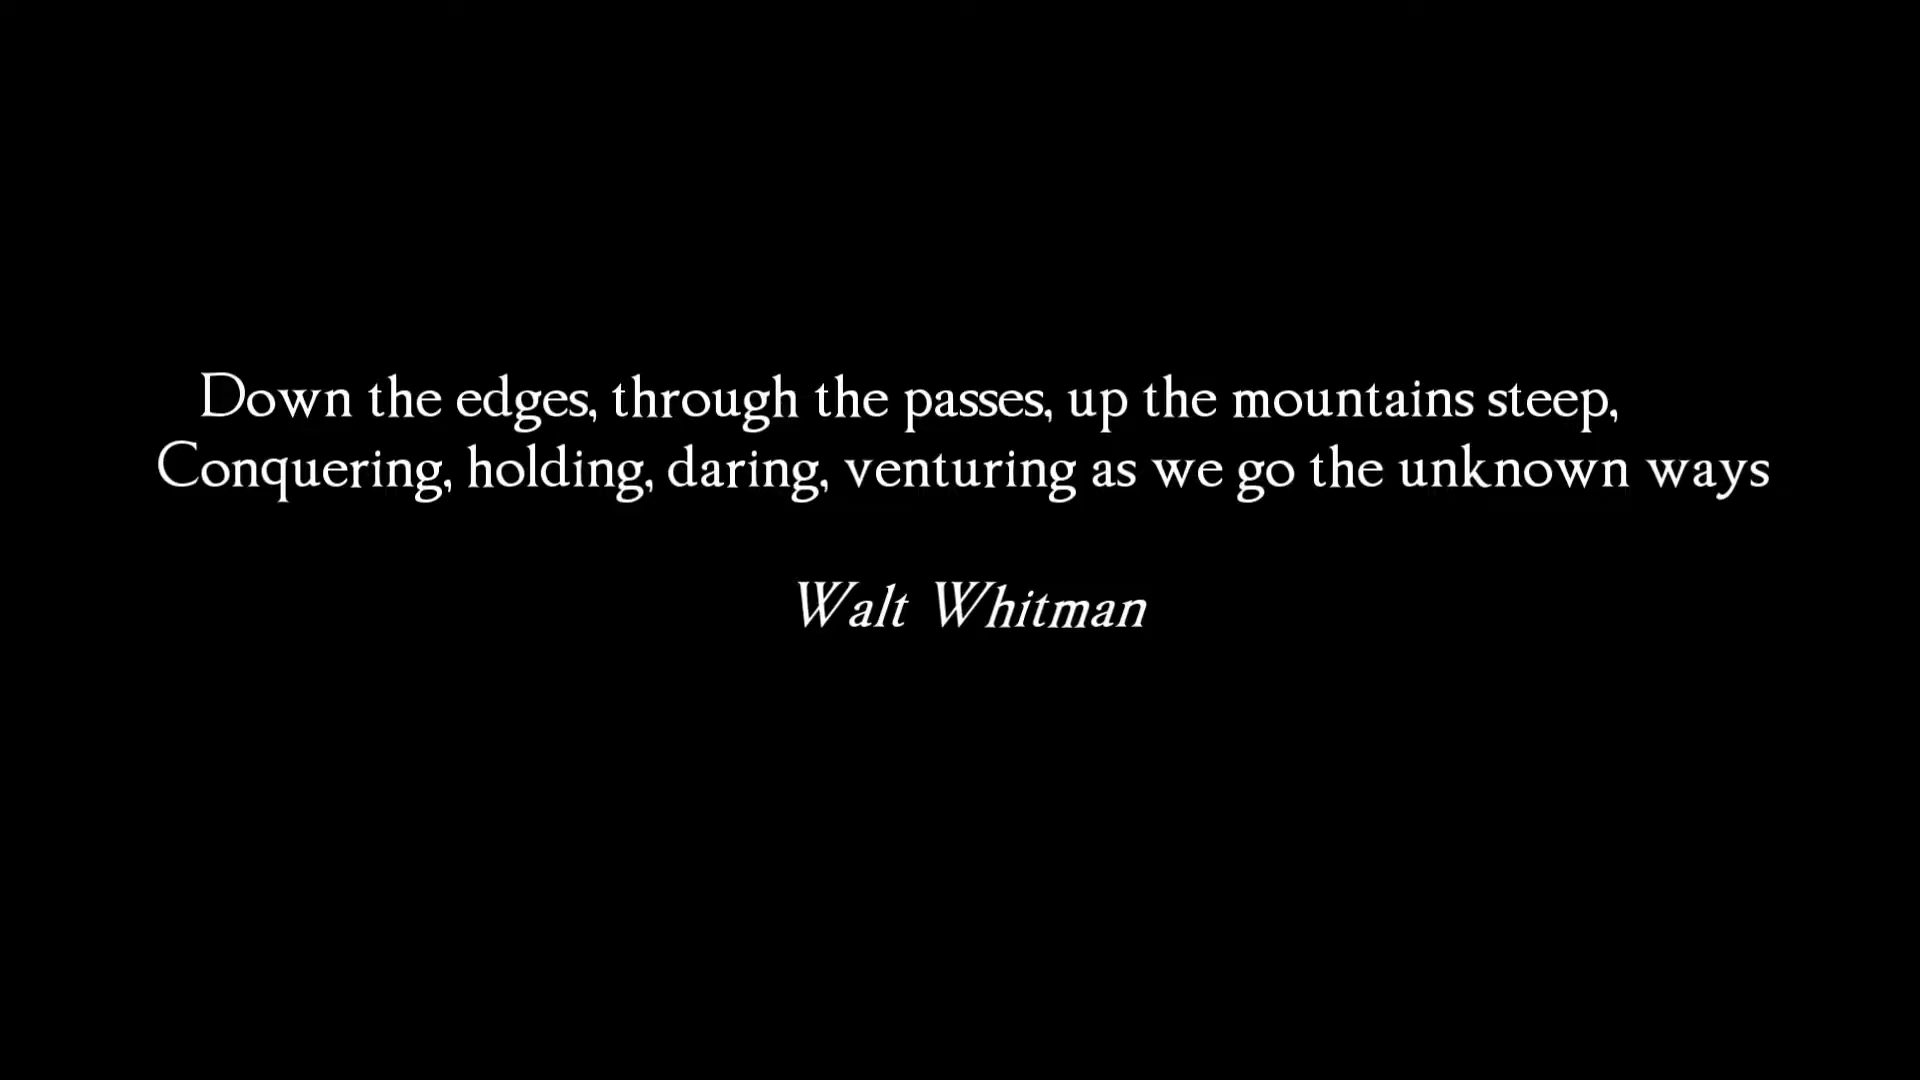 Down the edges, through the passes, up the mountains steep,
Conquering, holding, daring, venturing as we go the unknown ways
Walt Whitman